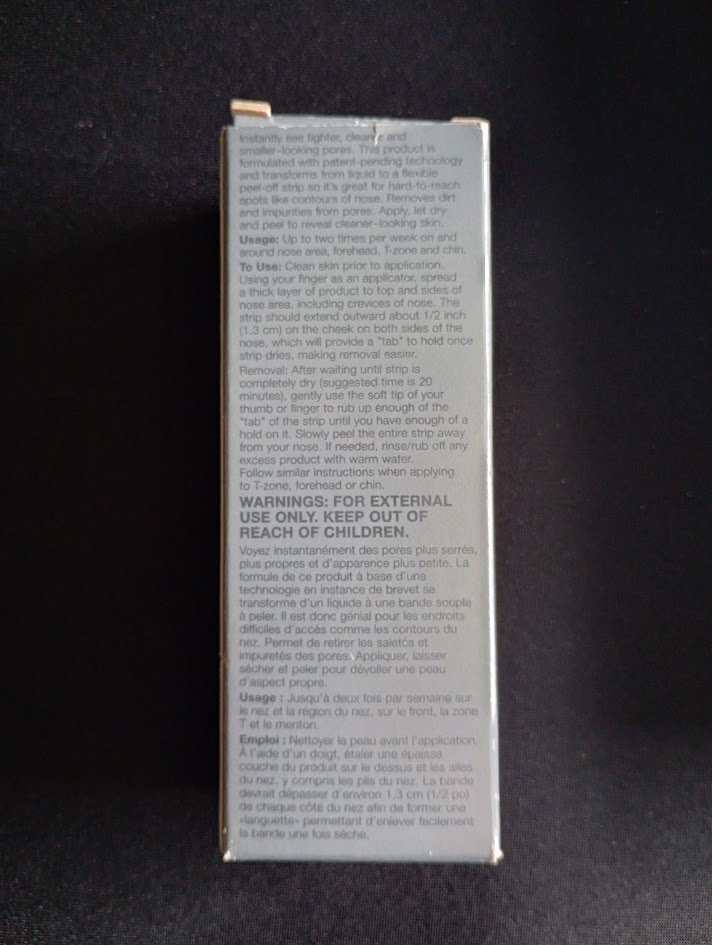 Instantly see tighter, cleaner and
smaller-looking pores. This product is
formulated with patent-pending technology
and transforms from liquid to a flexible
peel-off strip so it's great for hard-to-reach
spots like contours of nose. Removes dirt
and impurities from pores. Apply, let dry
and peel to reveal cleaner-looking skin.
Usage: Up to two times per week on and
around nose area, forehead, T-zone and chin.
To Use: Clean skin prior to application.
Using your finger as an applicator, spread
a thick layer of product to top and sides of
nose area, including crevices of nose. The
strip should extend outward about 1/2 inch
(1.3 cm) on the cheek on both sides of the
nose, which will provide a "tab" to hold once
strip dries, making removal easier.
Removal: After waiting until strip is
completely dry (suggested time is 20
minutes), gently use the soft tip of your
thumb or finger to rub up enough of the
"tab" of the strip until you have enough of a
hold on it. Slowly peel the entire strip away
from your nose. If needed, rinse/rub off any
excess product with warm water.
Follow similar instructions when applying
to T-zone, forehead or chin.
WARNINGS: FOR EXTERNAL
USE ONLY. KEEP OUT OF
REACH OF CHILDREN.
Voyez instantanément des pores plus serrés,
plus propres et d'apparence plus petite. La
formule de ce produit à base d'une
technologie en instance de brevet se
transforme d'un liquide à une bande souple
à peler. Il est donc génial pour les endroits
difficiles d'accès comme les contours du
nez. Permet de retirer les saletés et
impuretés des pores. Appliquer, laisser
sécher et peler pour dévoiler une peau
d'aspect propre.
Usage : Jusqu'à deux fois par semaine sur
le nez et la région du nez, sur le front, la zone
T et le menton.
Emploi : Nettoyer la peau avant l'application.
À l'aide d'un doigt, étaler une épaisse
couche du produit sur le dessus et les ailes
du nez, y compris les plis du nez. La bande
devrait dépasser d'environ 1,3 cm (1/2 po)
de chaque côté du nez afin de former une
«languette» permettant d'enlever facilement
la bande une fois sèche.